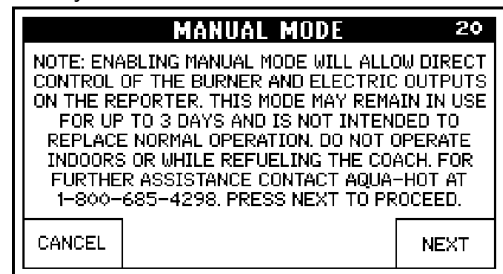 MANUAL MODE 20
NOTE: ENABLING MANUAL MODE WILL ALLOW DIRECT
CONTROL OF THE BURNER AND ELECTRIC OUTPUTS
ON THE REPORTER. THIS MODE MAY REMAIN IN USE
FOR UP TO 3 DAYS AND IS NOT INTENDED TO
REPLACE NORMAL OPERATION. DO NOT OPERATE
INDOORS OR WHILE REFUELING THE COACH. FOR
FURTHER ASSISTANCE CONTACT AQUA-HOT AT
1-800-685-4298. PRESS NEXT TO PROCEED.
CANCEL NEXT